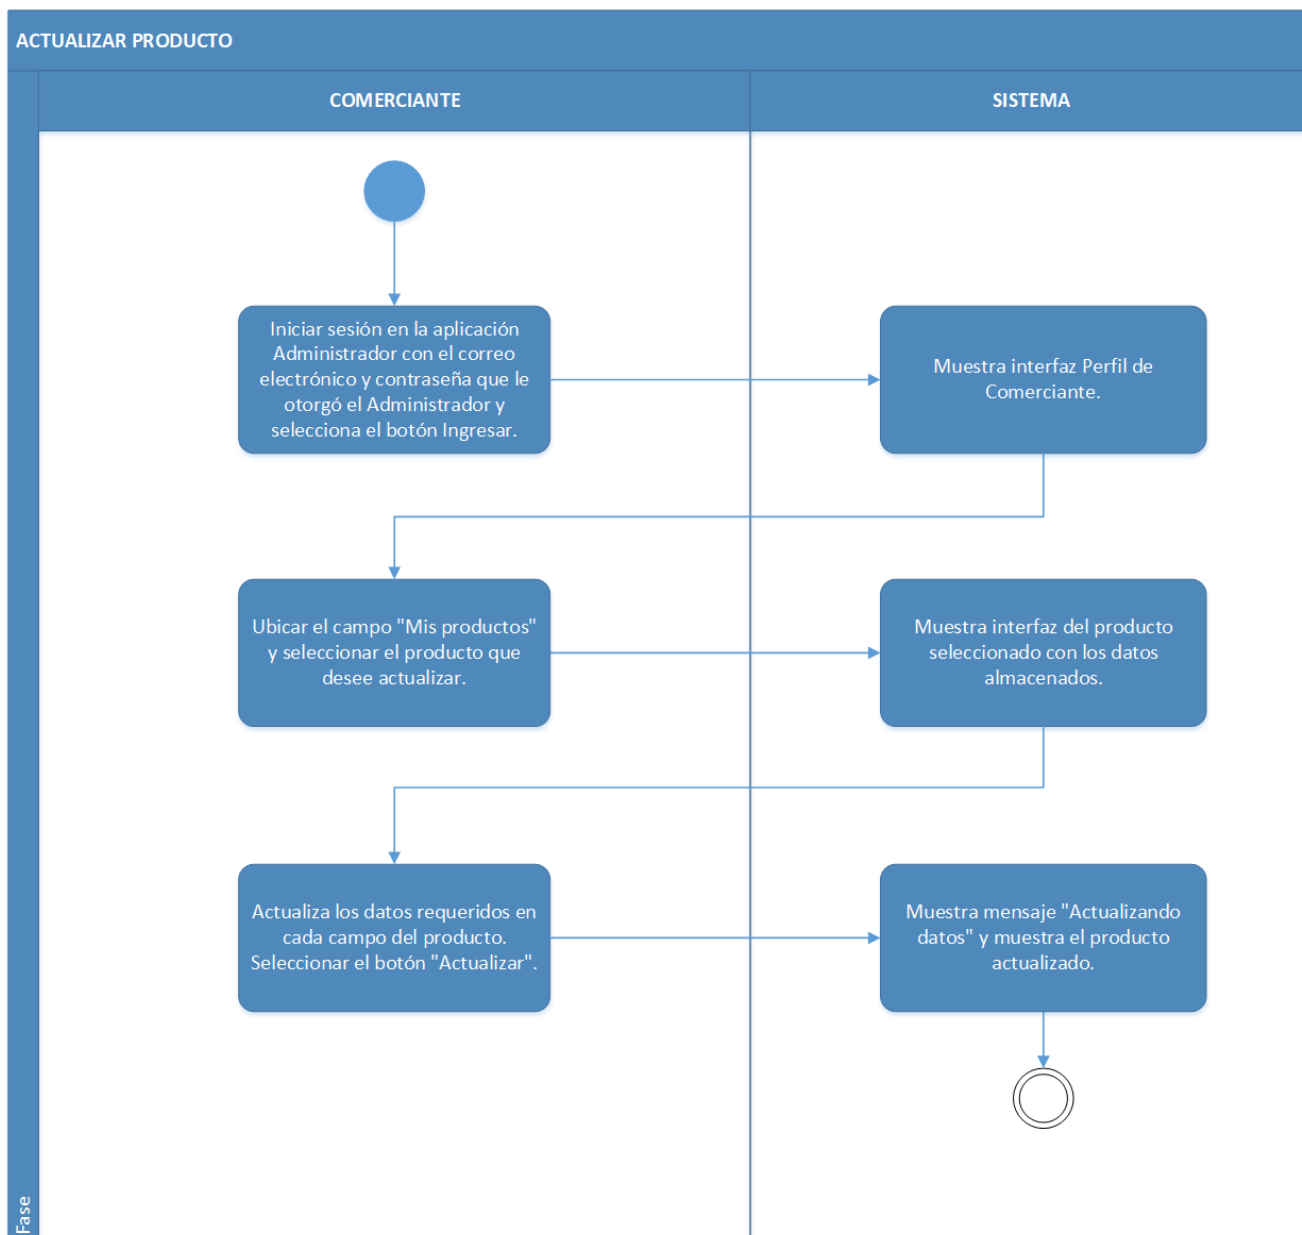 ACTUALIZAR PRODUCTO
COMERCIANTE
SISTEMA
Iniciar sesión en la aplicación
Administrador con el correo
electrónico y contraseña que le
otorgó el Administrador y
selecciona el botón Ingresar.
Muestra interfaz Perfil de
Comerciante.
Ubicar el campo "Mis productos"
y seleccionar el producto que
desee actualizar.
Muestra interfaz del producto
seleccionado con los datos
almacenados.
Actualiza los datos requeridos en
cada campo del producto.
Seleccionar el botón "Actualizar".
Muestra mensaje "Actualizando
datos" y muestra el producto
actualizado.
Fase